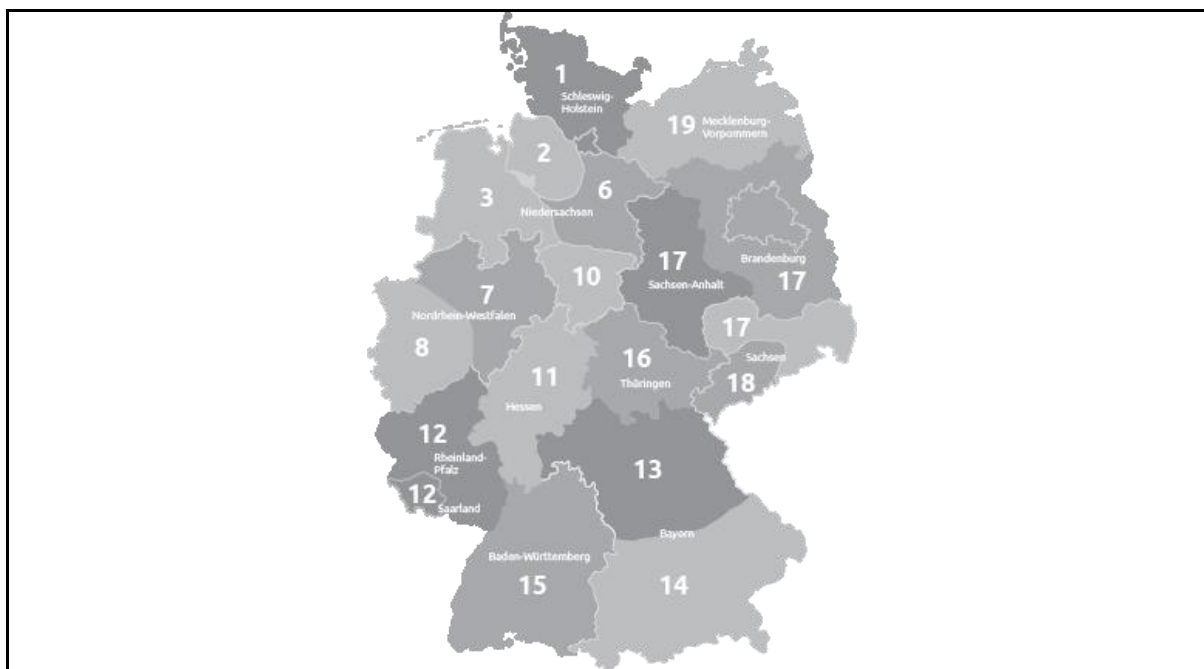 1
Schleswig-
Holstein
19
Mecklenburg-
Vorpommern
2
6
3
Niedersachsen
17
Sachsen-Anhalt
Brandenburg
17
10
7
Nordrhein-Westfalen
8
17
Sachsen
18
16
Thüringen
11
Hessen
12
Rheinland-
Pfalz
12
Saarland
13
Bayern
Baden-Württemberg
15
14